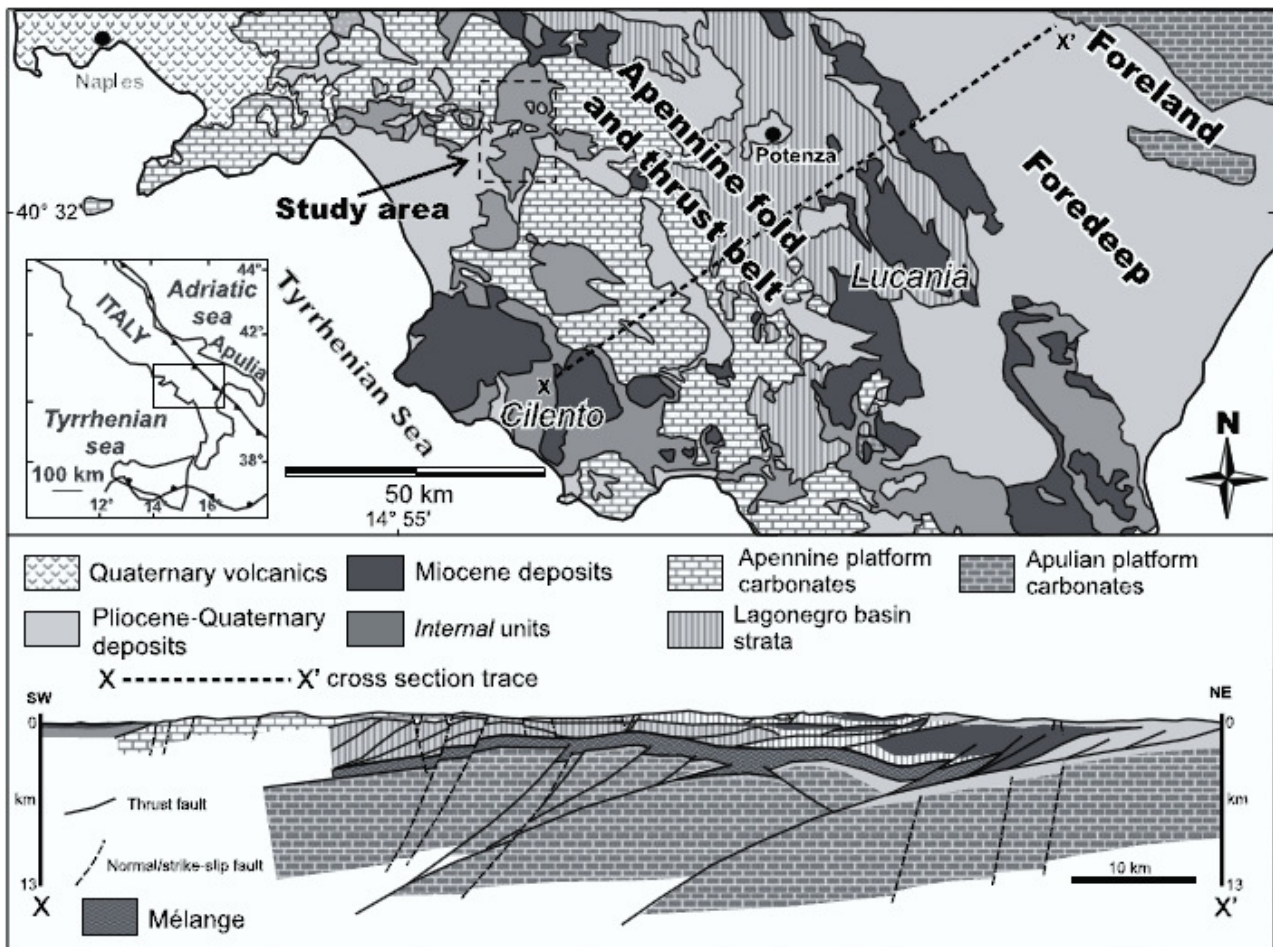 Naples
Apennine fold
and thrust belt
X'
Foreland
Foredeep
Potenza
Study area
40° 32'
Lucania
ITALY
Adriatic
sea
Apulia
44°
42°
Tyrrhenian
sea
38°
100 km
12°
14°
16°
Tyrrhenian Sea
X
Cilento
50 km
14° 55'
N
Quaternary volcanics
Miocene deposits
Apennine platform
carbonates
Apulian platform
carbonates
Pliocene-Quaternary
deposits
Internal units
Lagonegro basin
strata
X X' cross section trace
SW
NE
0
0
km
km
Thrust fault
Normal/strike-slip fault
10 km
13
13
X
X'
Mélange